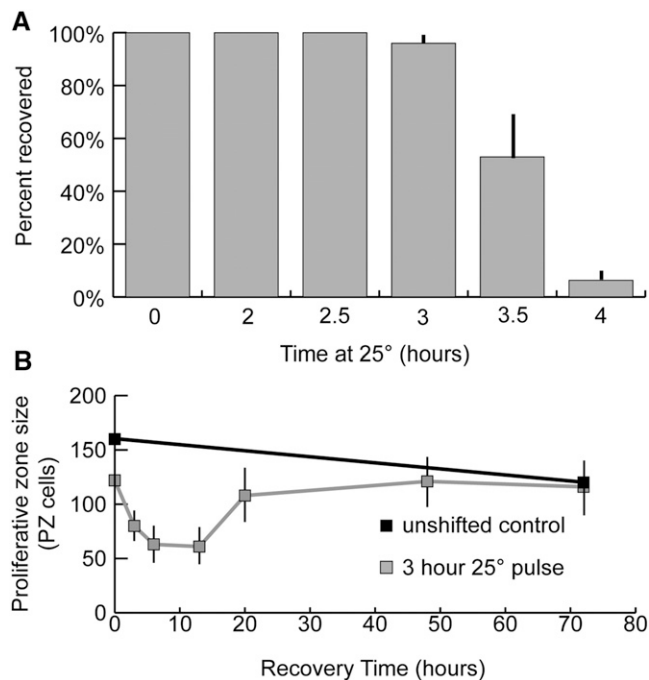 A
100%
80%
60%
40%
20%
0%
Percent recovered
0 2 2.5 3 3.5 4
Time at 25° (hours)
B
200
150
100
50
0
Proliferative zone size
(PZ cells)
unshifted control
3 hour 25° pulse
0 10 20 30 40 50 60 70 80
Recovery Time (hours)